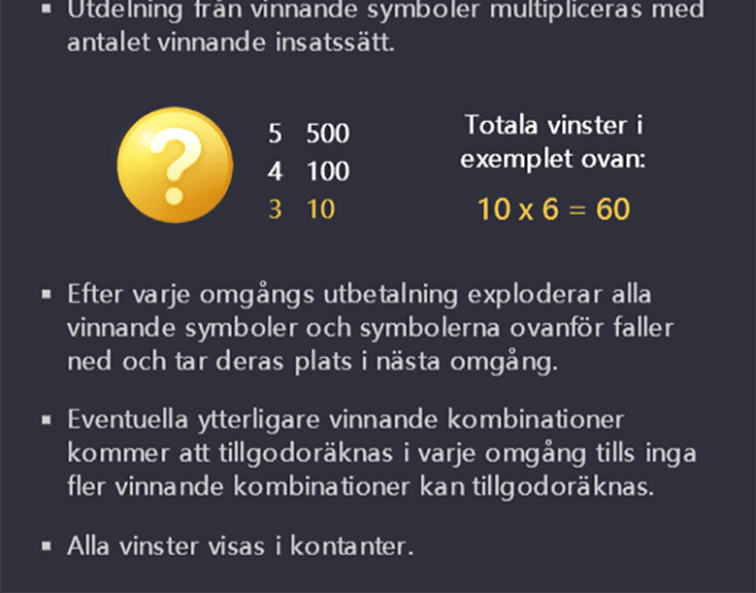 ▪ Utdelning från vinnande symboler multipliceras med
antalet vinnande insatssätt.
?
5 500
4 100
3 10
Totala vinster i
exemplet ovan:
10 x 6 = 60
▪ Efter varje omgångs utbetalning exploderar alla
vinnande symboler och symbolerna ovanför faller
ned och tar deras plats i nästa omgång.
▪ Eventuella ytterligare vinnande kombinationer
kommer att tillgodoräknas i varje omgång tills inga
fler vinnande kombinationer kan tillgodoräknas.
▪ Alla vinster visas i kontanter.